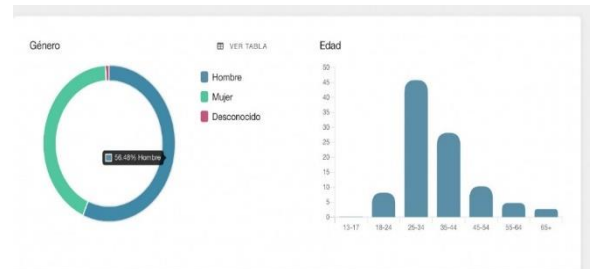 Género
VER TABLA
Hombre
Mujer
Desconocido
56.48% Hombre
Edad
50
45
40
35
30
25
20
15
10
5
0
13-17
18-24
25-34
35-44
45-54
55-64
65+